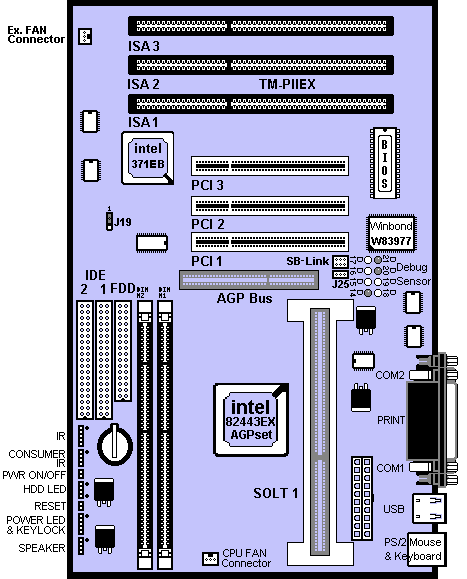 Ex. FAN
Connector
ISA 3
ISA 2
TM-PIIEX
ISA 1
intel
371EB
BIOS
PCI 3
J19
PCI 2
Winbond
W83977
PCI 1
SB-Link
J25
Debug
Sensor
AGP Bus
IDE
2 1 FDD
DIM
M2
DIM
M1
COM2
intel
82443EX
AGPset
PRINT
IR
CONSUMER
IR
PWR ON/OFF
HDD LED
RESET
POWER LED
& KEYLOCK
SPEAKER
COM1
SOLT 1
USB
CPU FAN
Connector
PS/2 Mouse
& Keyboard